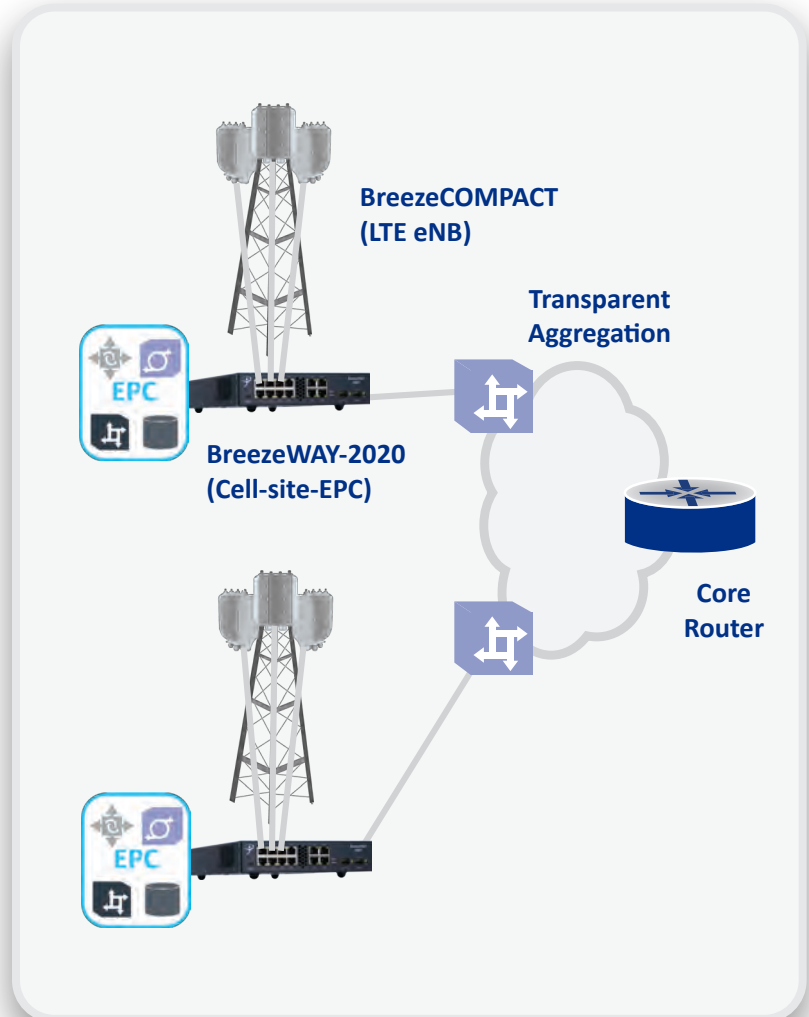 BreezeCOMPACT
(LTE eNB)
Transparent
Aggregation
EPC
BreezeWAY-2020
(Cell-site-EPC)
Core
Router
EPC